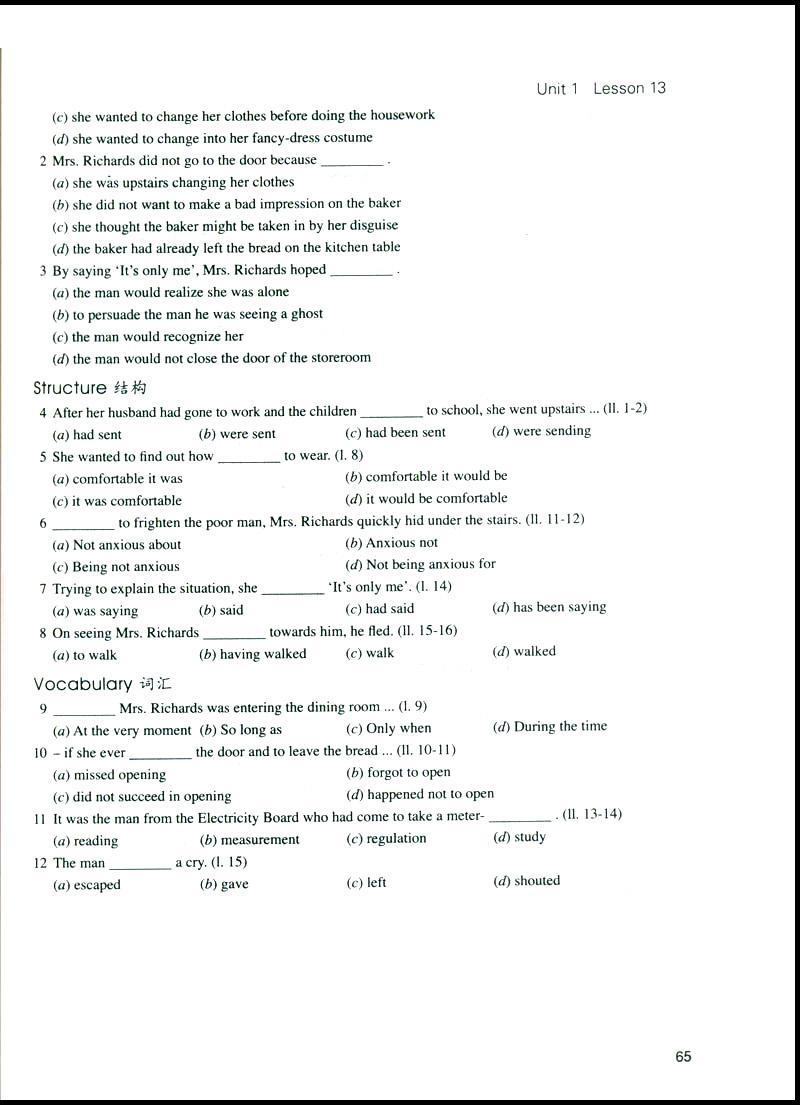 Unit 1 Lesson 13
(c) she wanted to change her clothes before doing the housework
(d) she wanted to change into her fancy-dress costume
2 Mrs. Richards did not go to the door because _________ .
(a) she was upstairs changing her clothes
(b) she did not want to make a bad impression on the baker
(c) she thought the baker might be taken in by her disguise
(d) the baker had already left the bread on the kitchen table
3 By saying ‘It’s only me’, Mrs. Richards hoped _________ .
(a) the man would realize she was alone
(b) to persuade the man he was seeing a ghost
(c) the man would recognize her
(d) the man would not close the door of the storeroom
Structure 结构
4 After her husband had gone to work and the children _________ to school, she went upstairs ... (ll. 1-2)
(a) had sent (b) were sent (c) had been sent (d) were sending
5 She wanted to find out how _________ to wear. (l. 8)
(a) comfortable it was (b) comfortable it would be
(c) it was comfortable (d) it would be comfortable
6 _________ to frighten the poor man, Mrs. Richards quickly hid under the stairs. (ll. 11-12)
(a) Not anxious about (b) Anxious not
(c) Being not anxious (d) Not being anxious for
7 Trying to explain the situation, she _________ ‘It’s only me’. (l. 14)
(a) was saying (b) said (c) had said (d) has been saying
8 On seeing Mrs. Richards _________ towards him, he fled. (ll. 15-16)
(a) to walk (b) having walked (c) walk (d) walked
Vocabulary 词汇
9 _________ Mrs. Richards was entering the dining room ... (l. 9)
(a) At the very moment (b) So long as (c) Only when (d) During the time
10 – if she ever _________ the door and to leave the bread ... (ll. 10-11)
(a) missed opening (b) forgot to open
(c) did not succeed in opening (d) happened not to open
11 It was the man from the Electricity Board who had come to take a meter- _________ . (ll. 13-14)
(a) reading (b) measurement (c) regulation (d) study
12 The man _________ a cry. (l. 15)
(a) escaped (b) gave (c) left (d) shouted
65